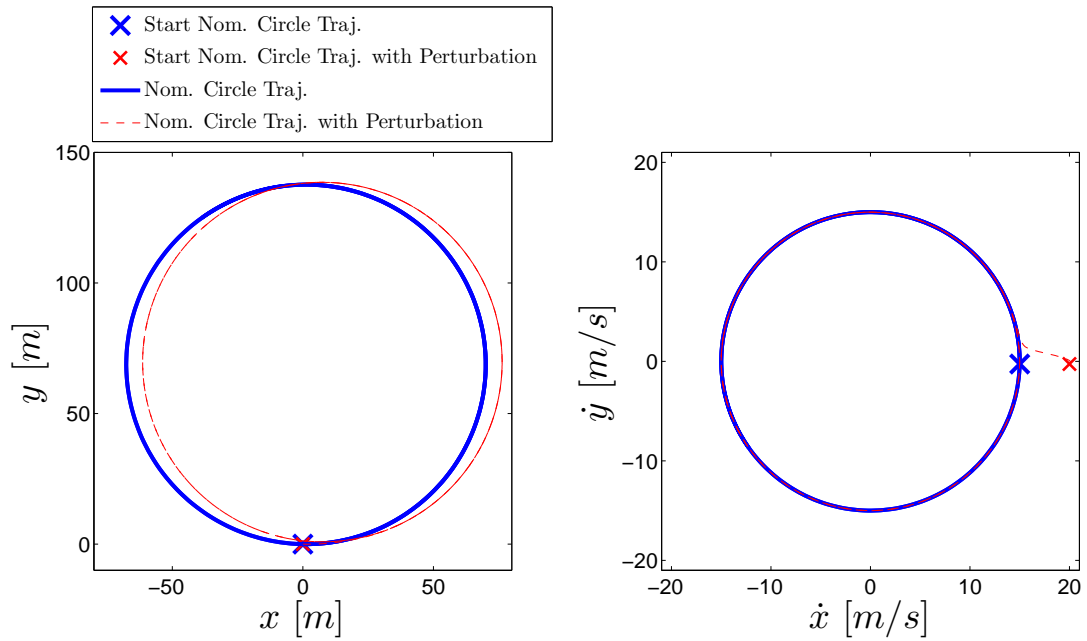 Start Nom. Circle Traj.
Start Nom. Circle Traj. with Perturbation
Nom. Circle Traj.
Nom. Circle Traj. with Perturbation
150
100
50
0
−50
0
50
y [m]
x [m]
20
10
0
−10
−20
−20
−10
0
10
20
ẏ [m/s]
ẋ [m/s]